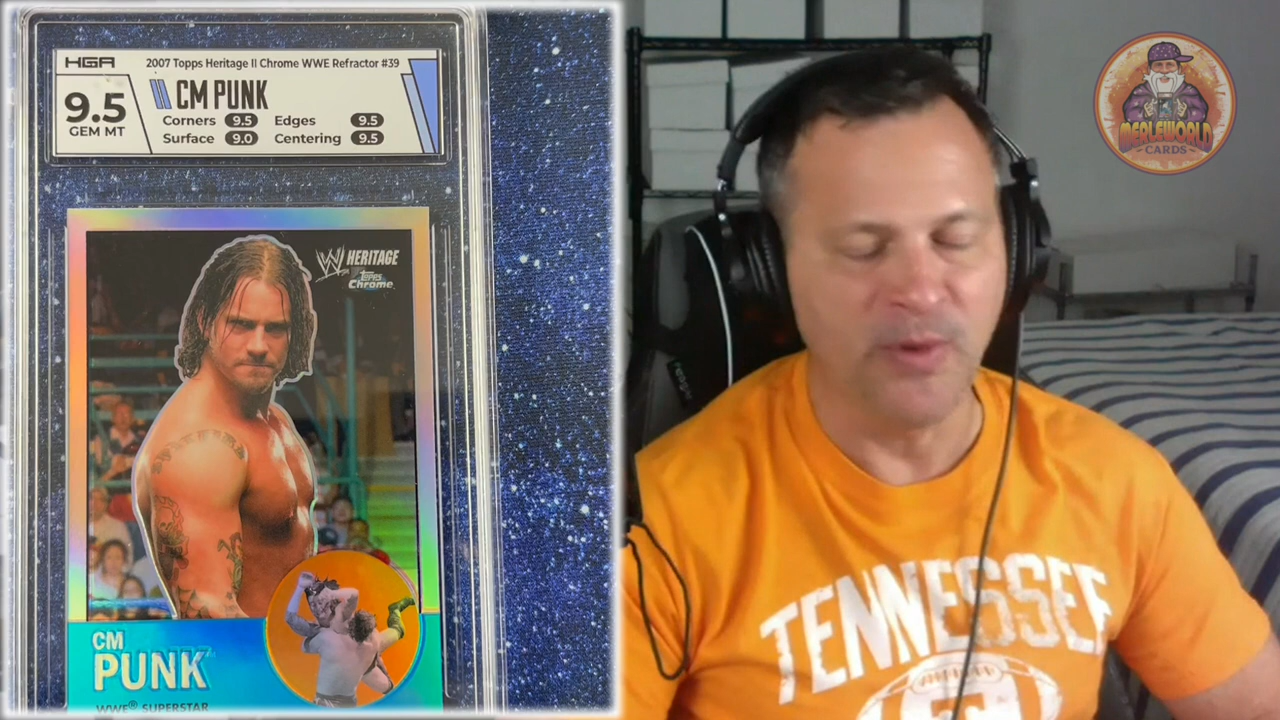 HGA
2007 Topps Heritage II Chrome WWE Refractor #39
9.5
GEM MT
CM PUNK
Corners 9.5 Edges 9.5
Surface 9.0 Centering 9.5
W HERITAGE
Topps
Chrome
CM
PUNK
WWE® SUPERSTAR
TENNESSEE
MERLEWORLD
CARDS